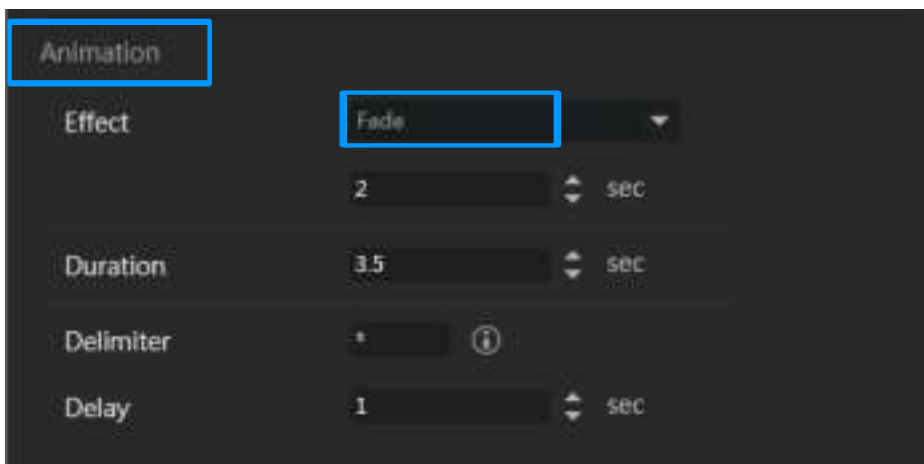 Animation
Effect Fade
2 sec
Duration 3.5 sec
Delimiter *
Delay 1 sec